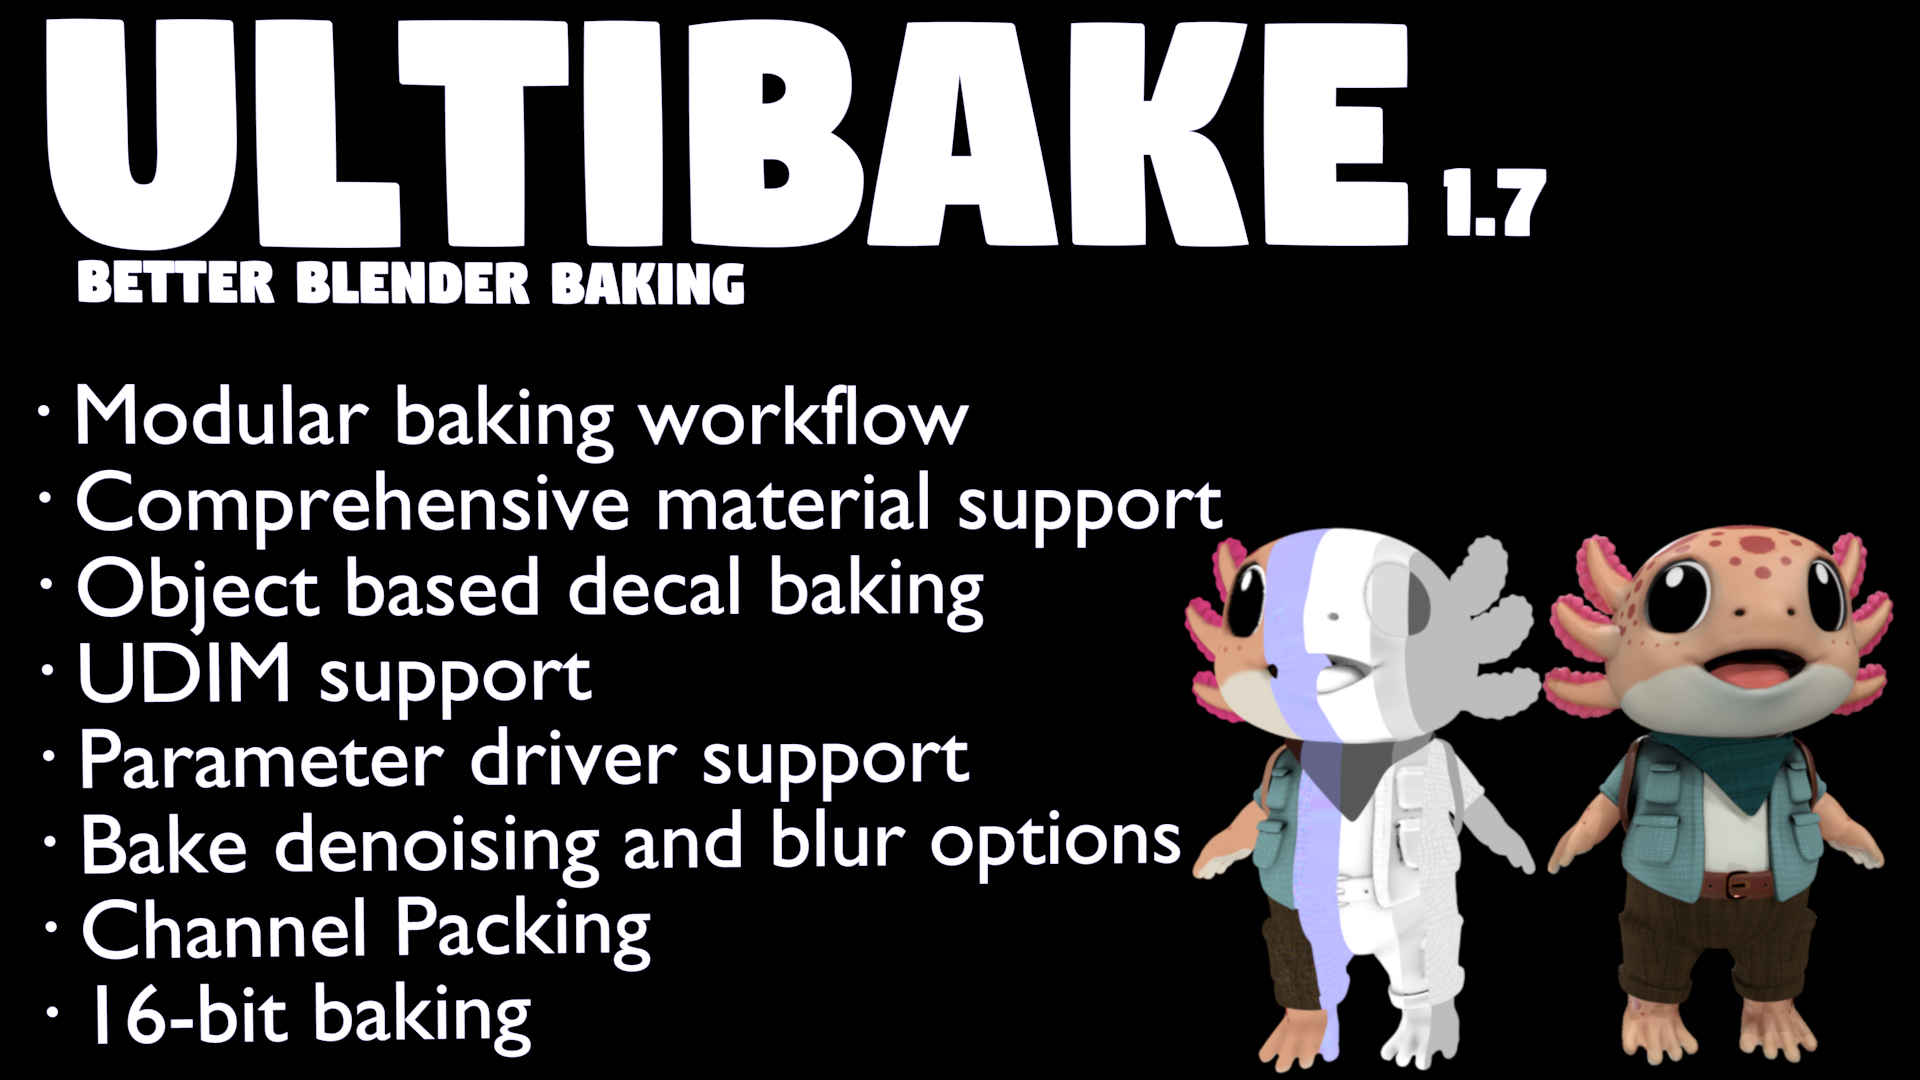 ULTIBAKE 1.7
BETTER BLENDER BAKING
· Modular baking workflow
· Comprehensive material support
· Object based decal baking
· UDIM support
· Parameter driver support
· Bake denoising and blur options
· Channel Packing
· 16-bit baking